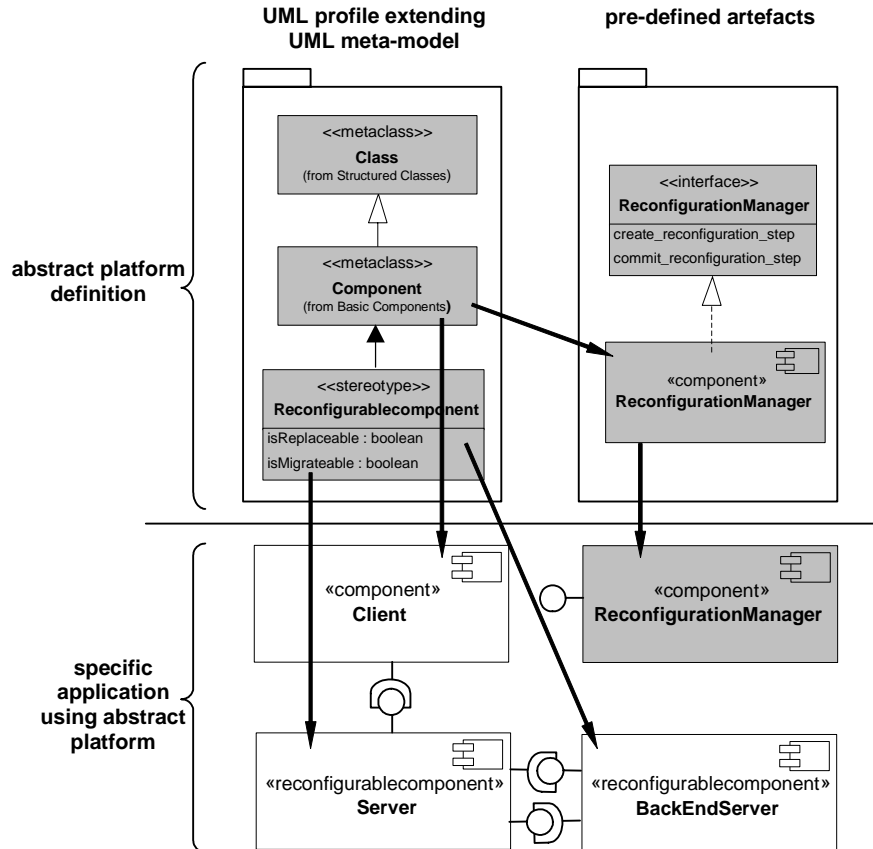 UML profile extending
UML meta-model
pre-defined artefacts
abstract platform
definition
<<metaclass>>
Class
(from Structured Classes)
<<metaclass>>
Component
(from Basic Components)
<<stereotype>>
Reconfigurablecomponent
isReplaceable : boolean
isMigrateable : boolean
<<interface>>
ReconfigurationManager
create_reconfiguration_step
commit_reconfiguration_step
«component»
ReconfigurationManager
specific
application
using abstract
platform
«component»
Client
«component»
ReconfigurationManager
«reconfigurablecomponent»
Server
«reconfigurablecomponent»
BackEndServer